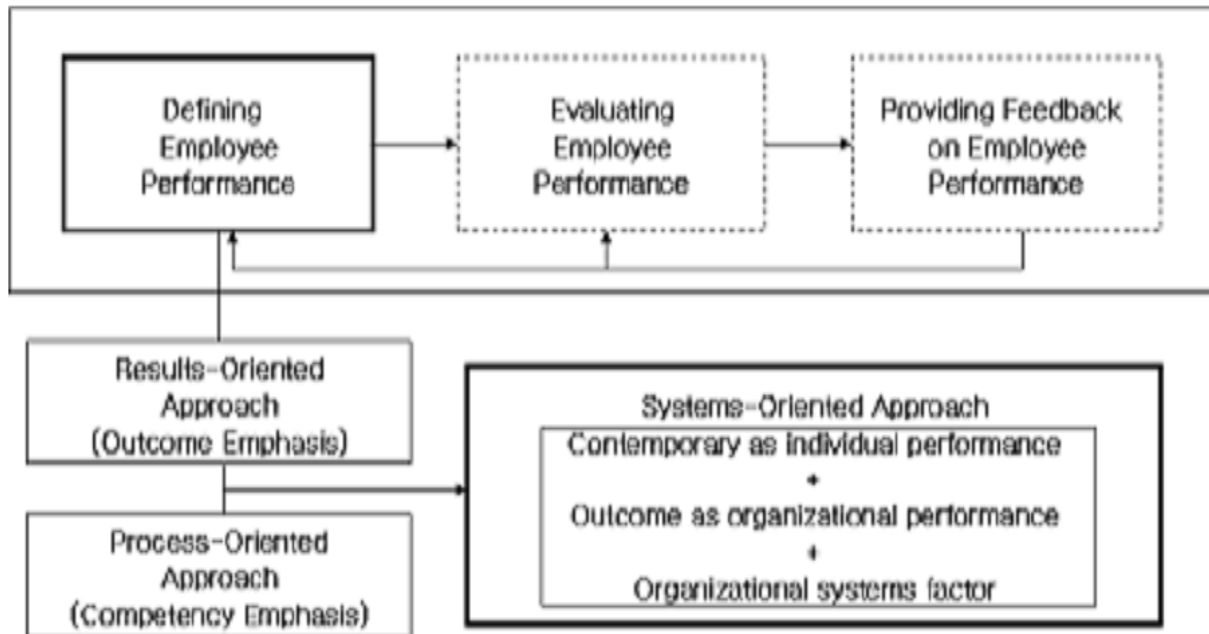 Defining
Employee
Performance
Evaluating
Employee
Performance
Providing Feedback
on Employee
Performance
Results-Oriented
Approach
(Outcome Emphasis)
Process-Oriented
Approach
(Competency Emphasis)
Systems-Oriented Approach
Contemporary as individual performance
+
Outcome as organizational performance
+
Organizational systems factor